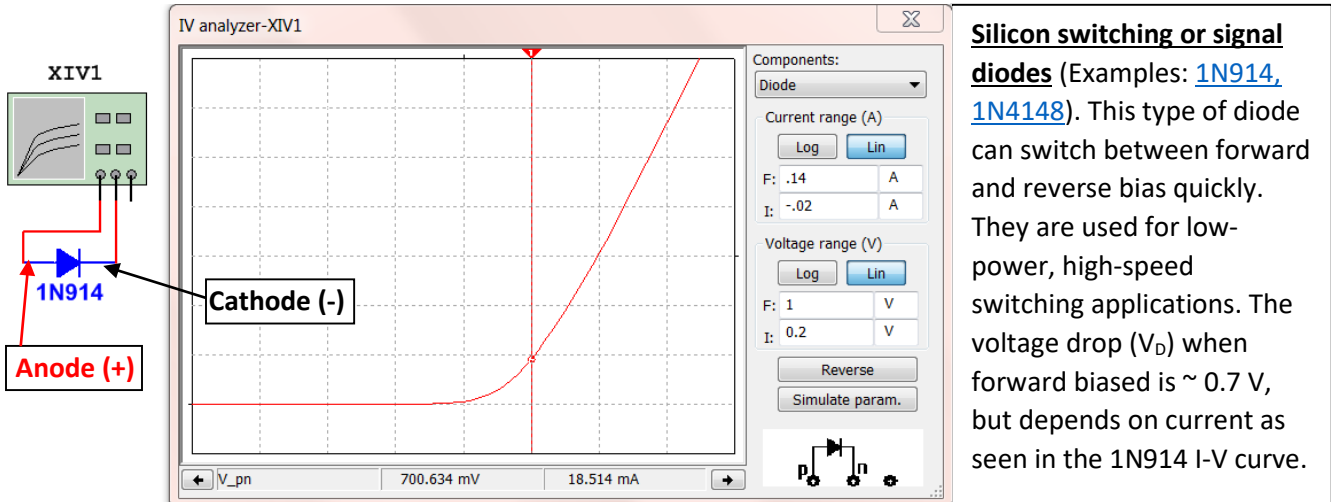 XIV1
1N914
Anode (+)
Cathode (-)
IV analyzer-XIV1
1
Components:
Diode
Current range (A)
Log Lin
F: .14 A
I: -.02 A
Voltage range (V)
Log Lin
F: 1 V
I: 0.2 V
Reverse
Simulate param.
p n
V_pn 700.634 mV 18.514 mA
Silicon switching or signal
diodes (Examples: 1N914,
1N4148). This type of diode
can switch between forward
and reverse bias quickly.
They are used for low-
power, high-speed
switching applications. The
voltage drop (V_D) when
forward biased is ~ 0.7 V,
but depends on current as
seen in the 1N914 I-V curve.